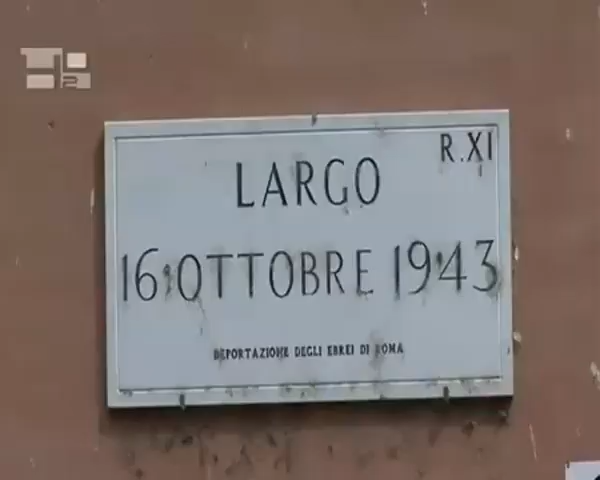 R.XI
LARGO
16 OTTOBRE 1943
DEPORTAZIONE DEGLI EBREI DI ROMA